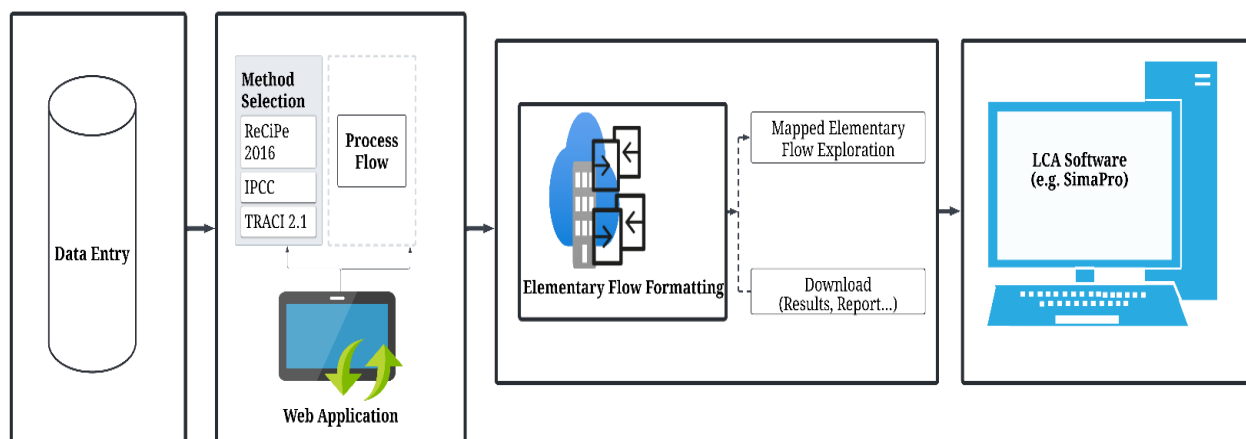 Data Entry
Method
Selection
ReCiPe
2016
IPCC
TRACI 2.1
Process
Flow
Web Application
Elementary Flow Formatting
Mapped Elementary
Flow Exploration
Download
(Results, Report...)
LCA Software
(e.g. SimaPro)